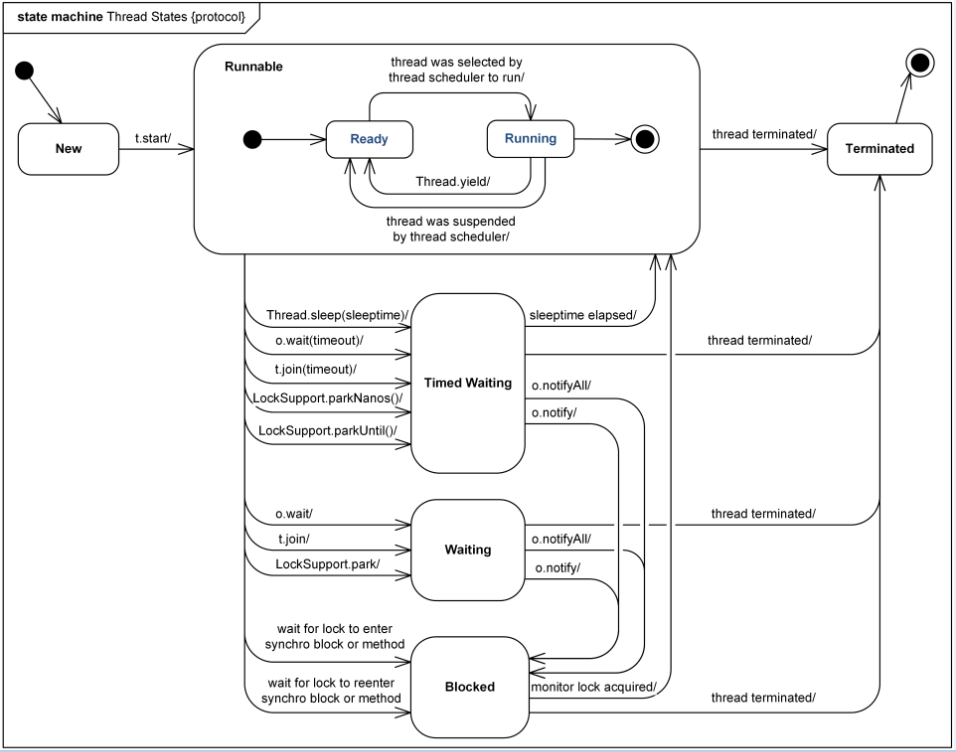 state machine Thread States {protocol}
Runnable
thread was selected by
thread scheduler to run/
New
t.start/
Ready
Running
thread terminated/
Terminated
Thread.yield/
thread was suspended
by thread scheduler/
Thread.sleep(sleeptime)/
o.wait(timeout)/
t.join(timeout)/
LockSupport.parkNanos()/
LockSupport.parkUntil()/
Timed Waiting
sleeptime elapsed/
thread terminated/
o.notifyAll/
o.notify/
o.wait/
t.join/
LockSupport.park/
Waiting
thread terminated/
o.notifyAll/
o.notify/
wait for lock to enter
synchro block or method
wait for lock to reenter
synchro block or method
Blocked
monitor lock acquired/
thread terminated/